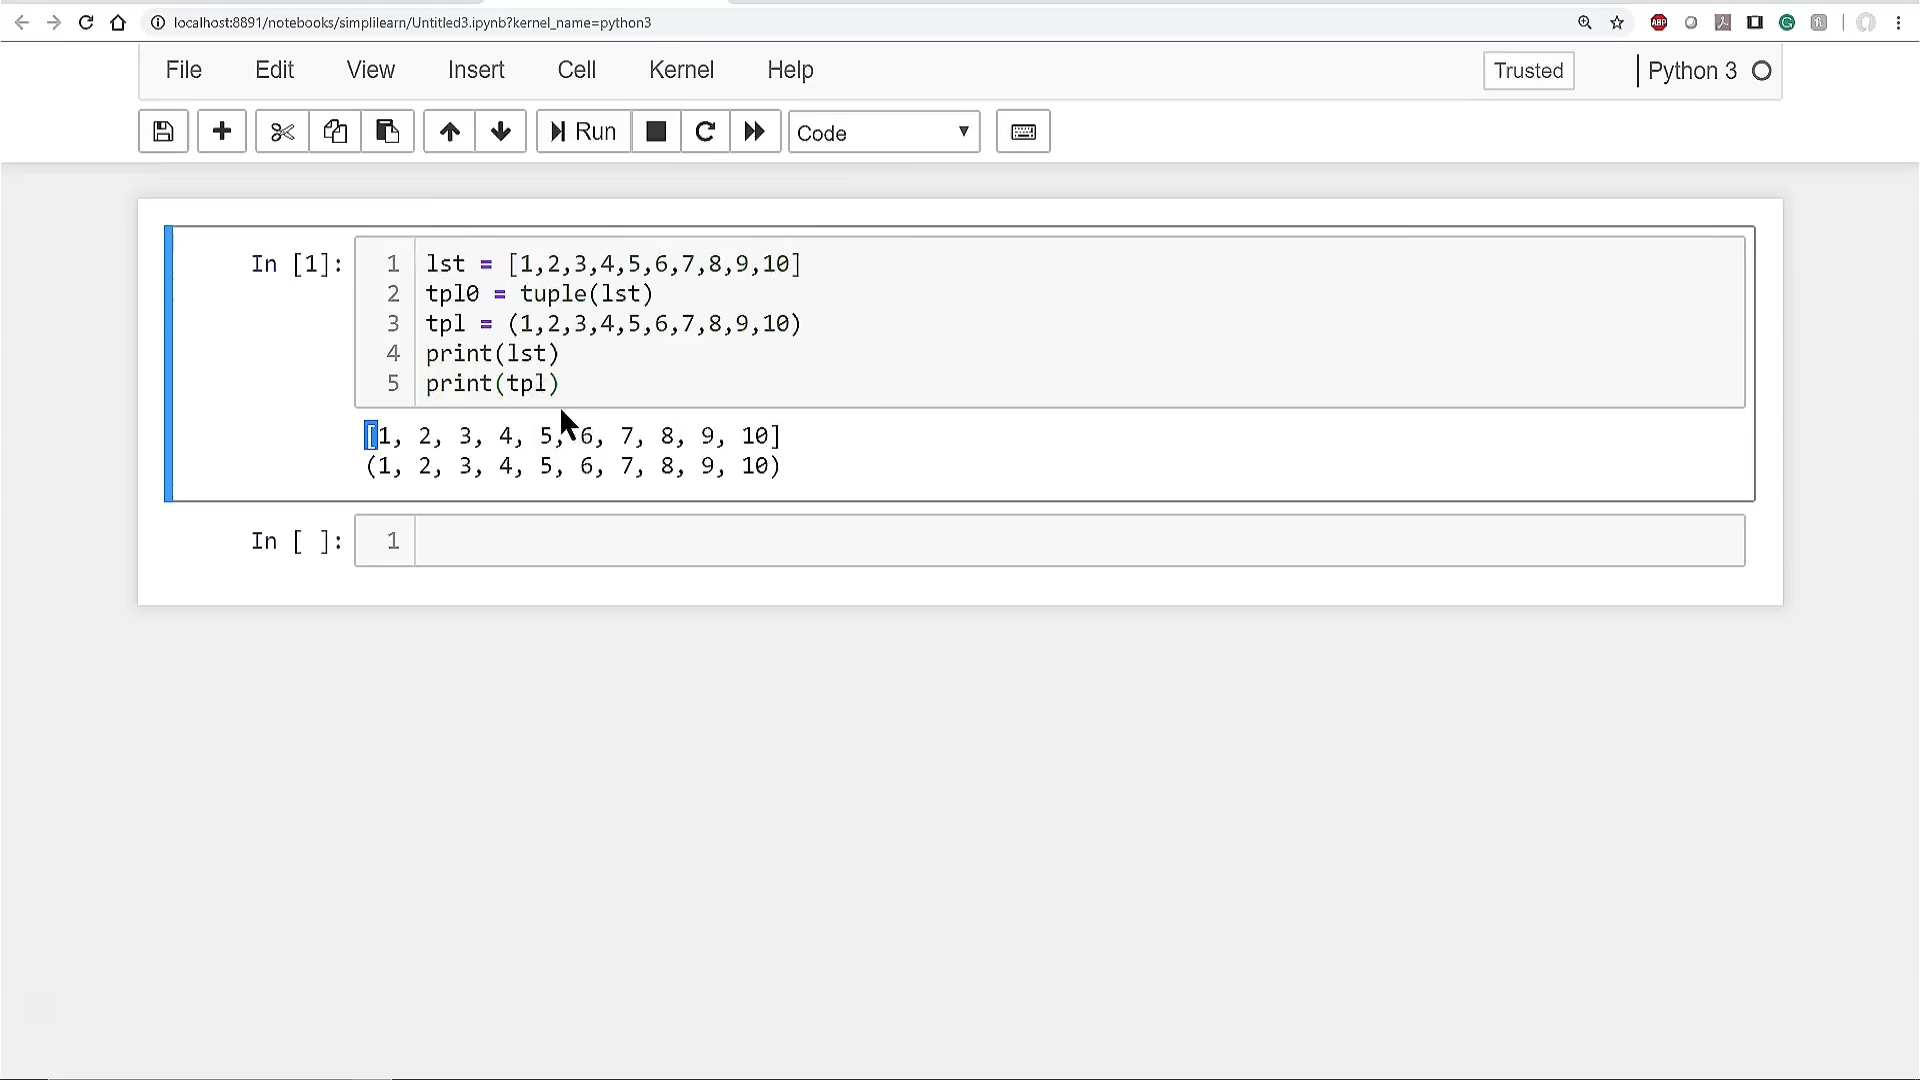 localhost:8891/notebooks/simplilearn/Untitled3.ipynb?kernel_name=python3
ABP
File Edit View Insert Cell Kernel Help Trusted Python 3
Run Code
In [1]: 1 lst = [1,2,3,4,5,6,7,8,9,10]
2 tpl0 = tuple(lst)
3 tpl = (1,2,3,4,5,6,7,8,9,10)
4 print(lst)
5 print(tpl)
[1, 2, 3, 4, 5, 6, 7, 8, 9, 10]
(1, 2, 3, 4, 5, 6, 7, 8, 9, 10)
In [ ]: 1